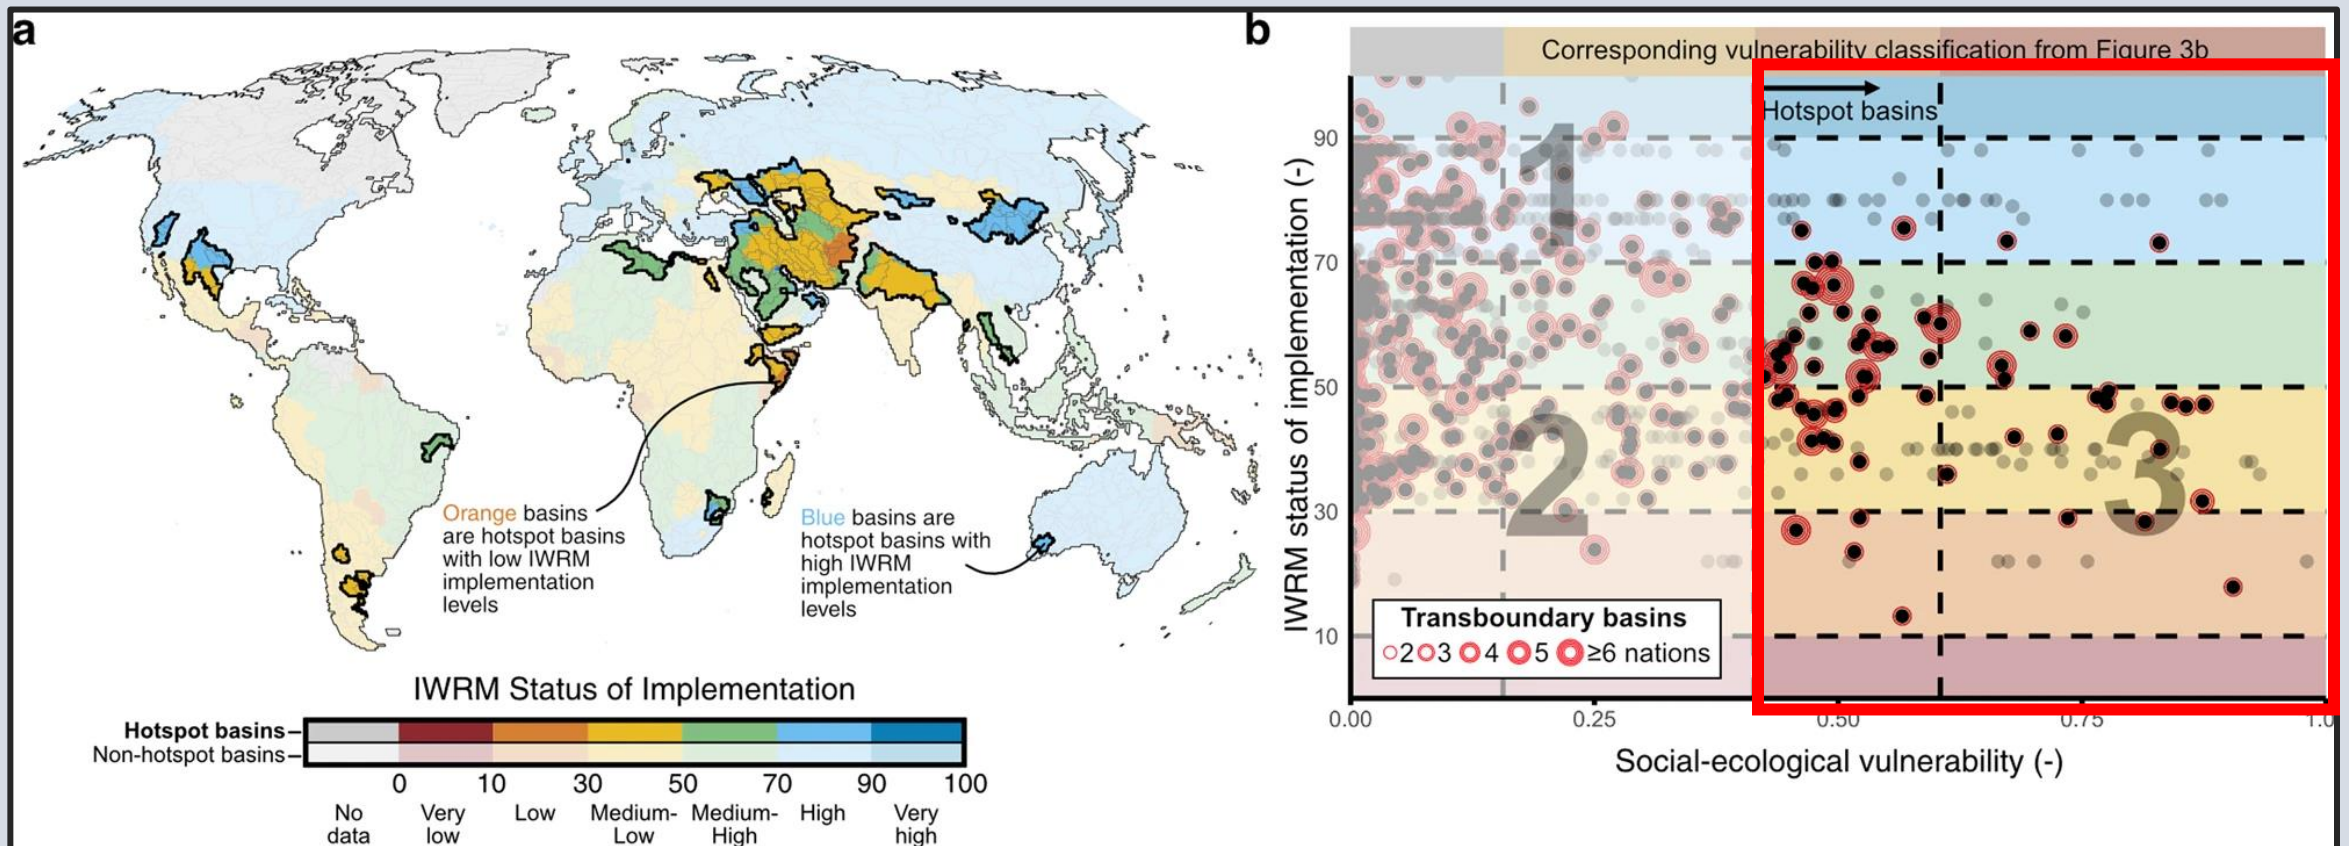 a
Orange basins
are hotspot basins
with low IWRM
implementation
levels
Blue basins are
hotspot basins with
high IWRM
implementation
levels
IWRM Status of Implementation
Hotspot basins
Non-hotspot basins
0 10 30 50 70 90 100
No data
Very low
Low
Medium-Low
Medium-High
High
Very high
b
Corresponding vulnerability classification from Figure 3b
Hotspot basins
IWRM status of implementation (-)
90
70
50
30
10
1
2
3
Transboundary basins
2 3 4 5 ≥6 nations
0.00 0.25 0.50 0.75 1.0
Social-ecological vulnerability (-)